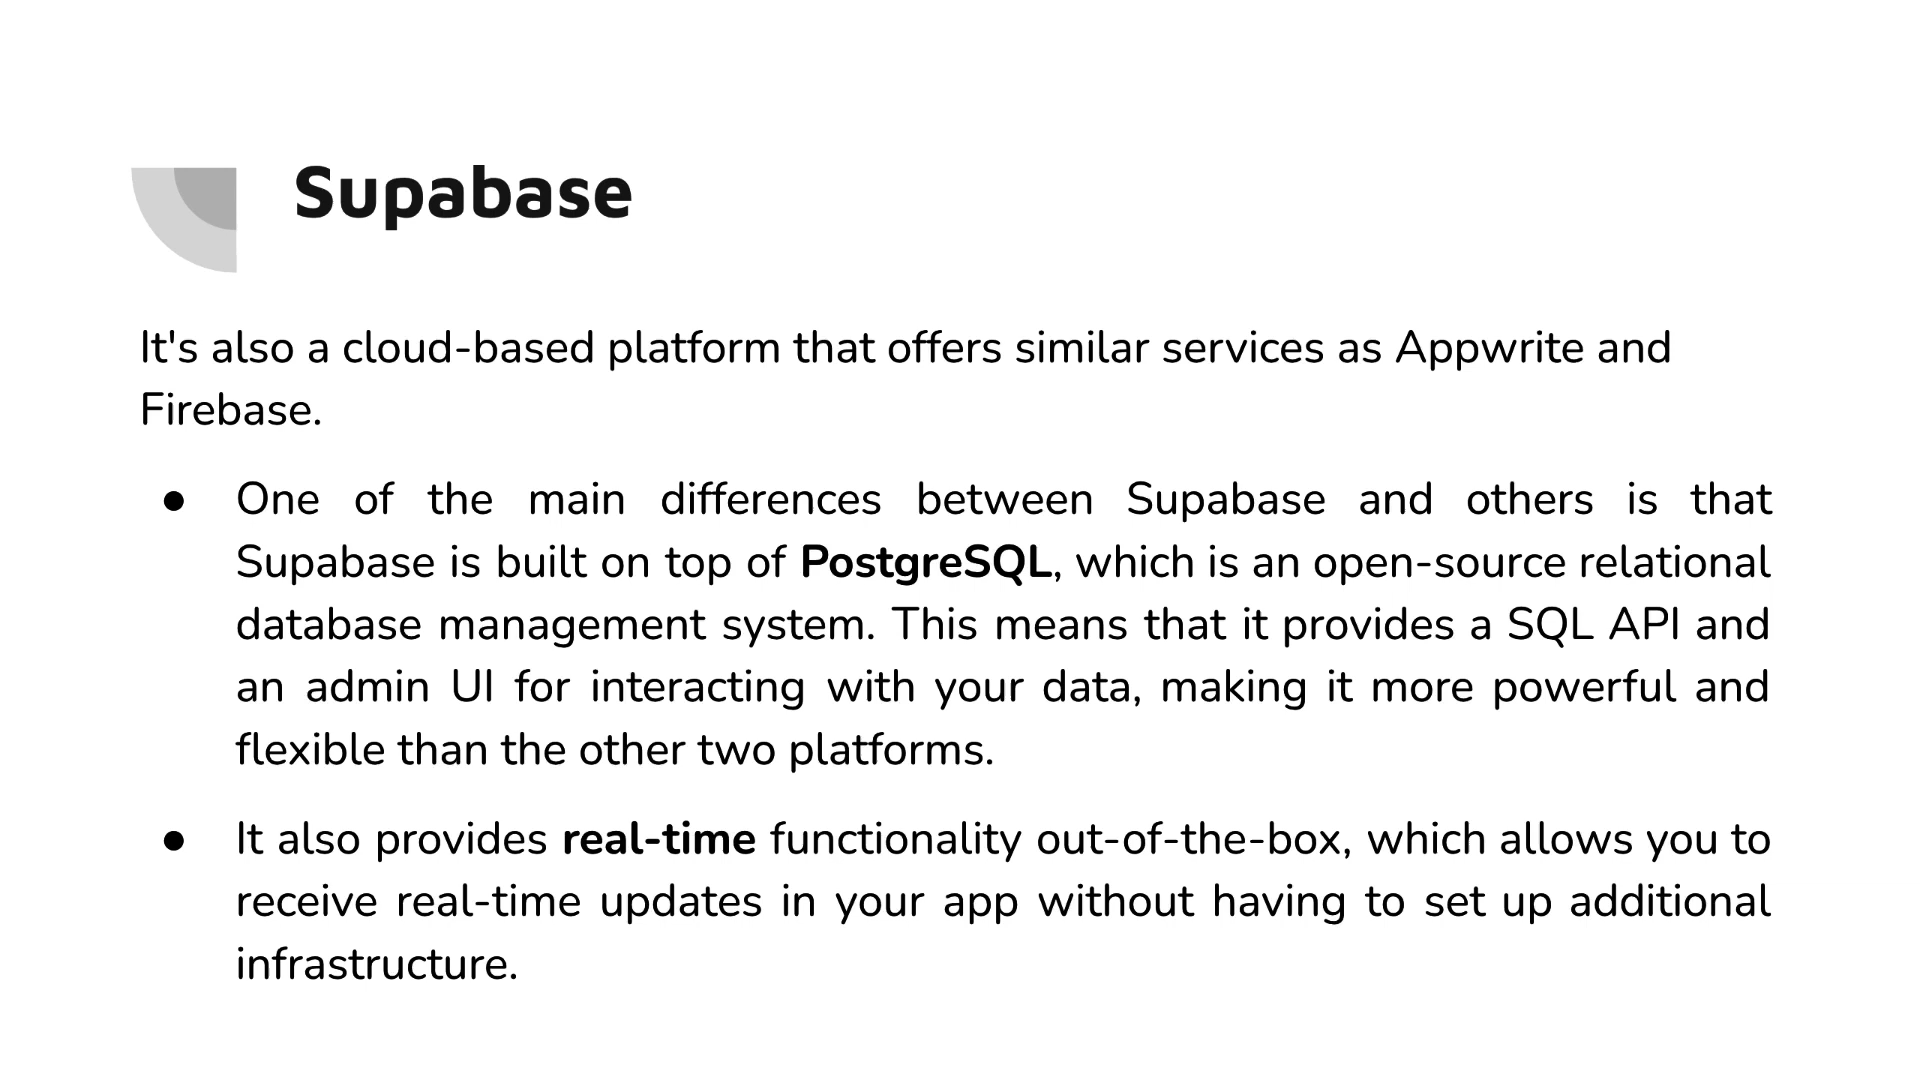 Supabase
It's also a cloud-based platform that offers similar services as Appwrite and
Firebase.
● One of the main differences between Supabase and others is that
Supabase is built on top of PostgreSQL, which is an open-source relational
database management system. This means that it provides a SQL API and
an admin UI for interacting with your data, making it more powerful and
flexible than the other two platforms.
● It also provides real-time functionality out-of-the-box, which allows you to
receive real-time updates in your app without having to set up additional
infrastructure.